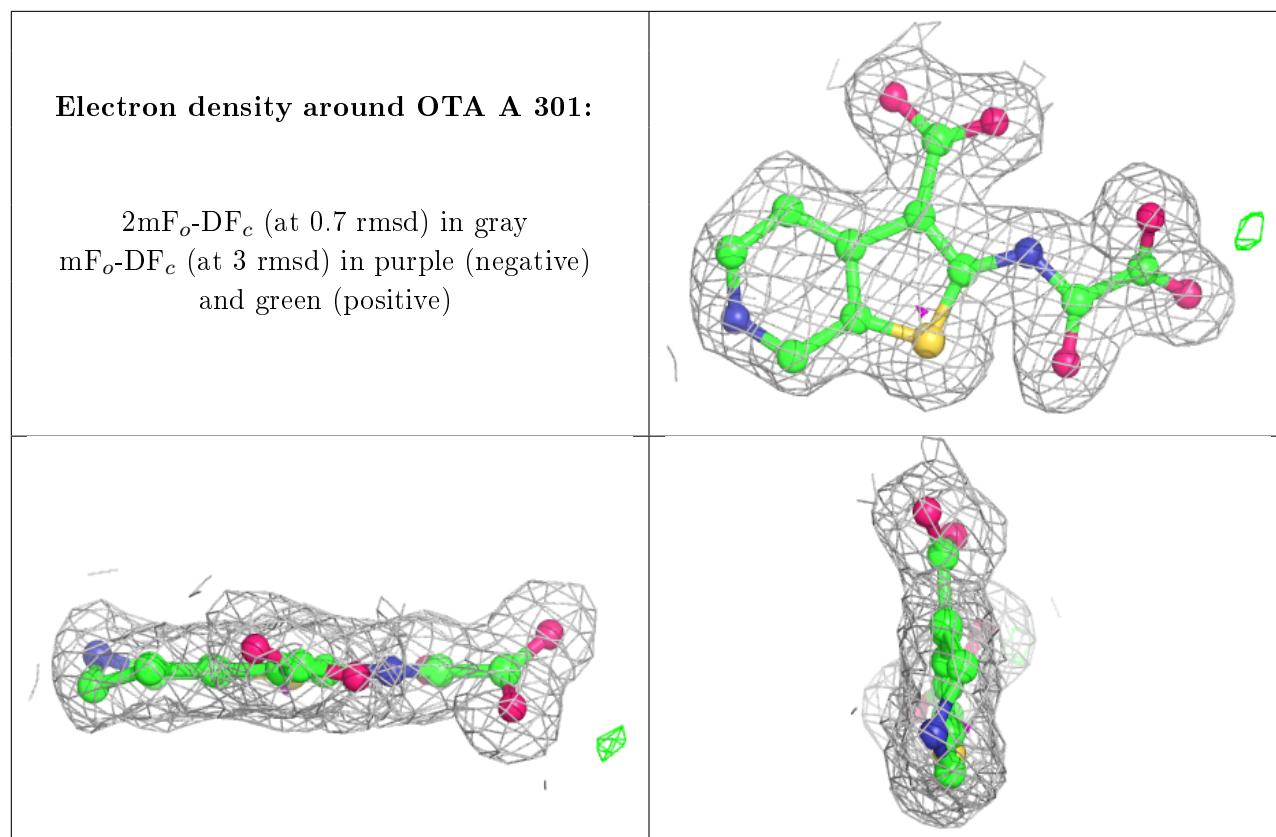 Electron density around OTA A 301:
2mFₒ-DF𝑐 (at 0.7 rmsd) in gray
mFₒ-DF𝑐 (at 3 rmsd) in purple (negative)
and green (positive)